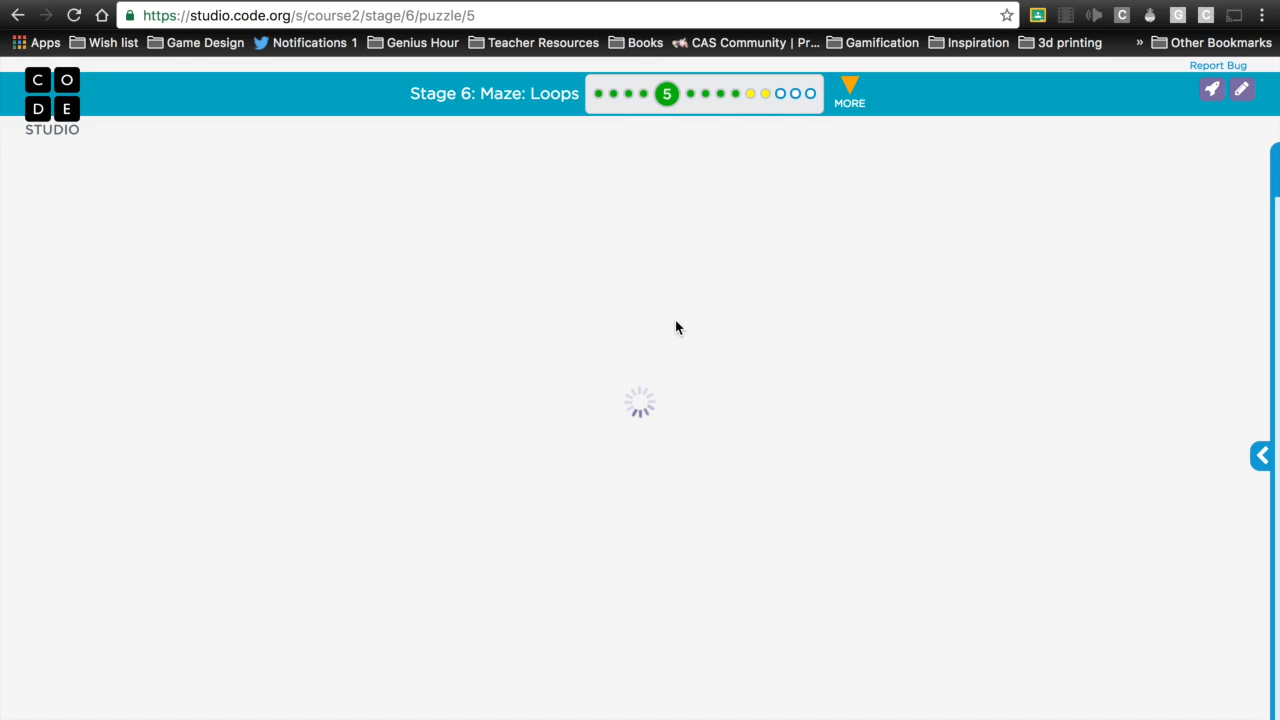 https://studio.code.org/s/course2/stage/6/puzzle/5
Apps Wish list Game Design Notifications 1 Genius Hour Teacher Resources Books CAS Community | Pr... Gamification Inspiration 3d printing » Other Bookmarks
Report Bug
CODE
STUDIO
Stage 6: Maze: Loops 5 MORE